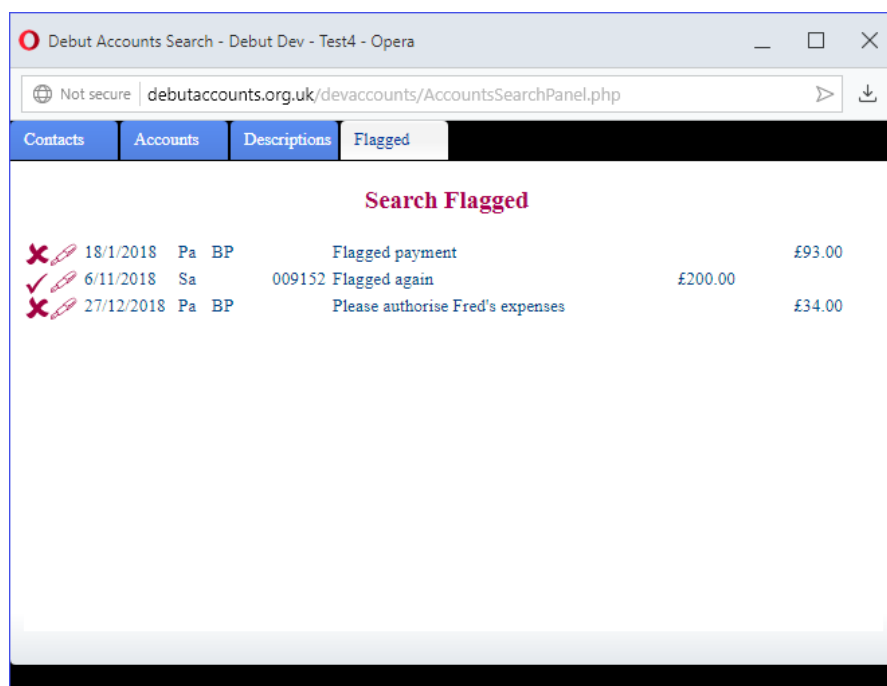 Debut Accounts Search - Debut Dev - Test4 - Opera
Not secure debutaccounts.org.uk/devaccounts/AccountsSearchPanel.php
Contacts Accounts Descriptions Flagged
Search Flagged
18/1/2018 Pa BP Flagged payment £93.00
6/11/2018 Sa 009152 Flagged again £200.00
27/12/2018 Pa BP Please authorise Fred's expenses £34.00